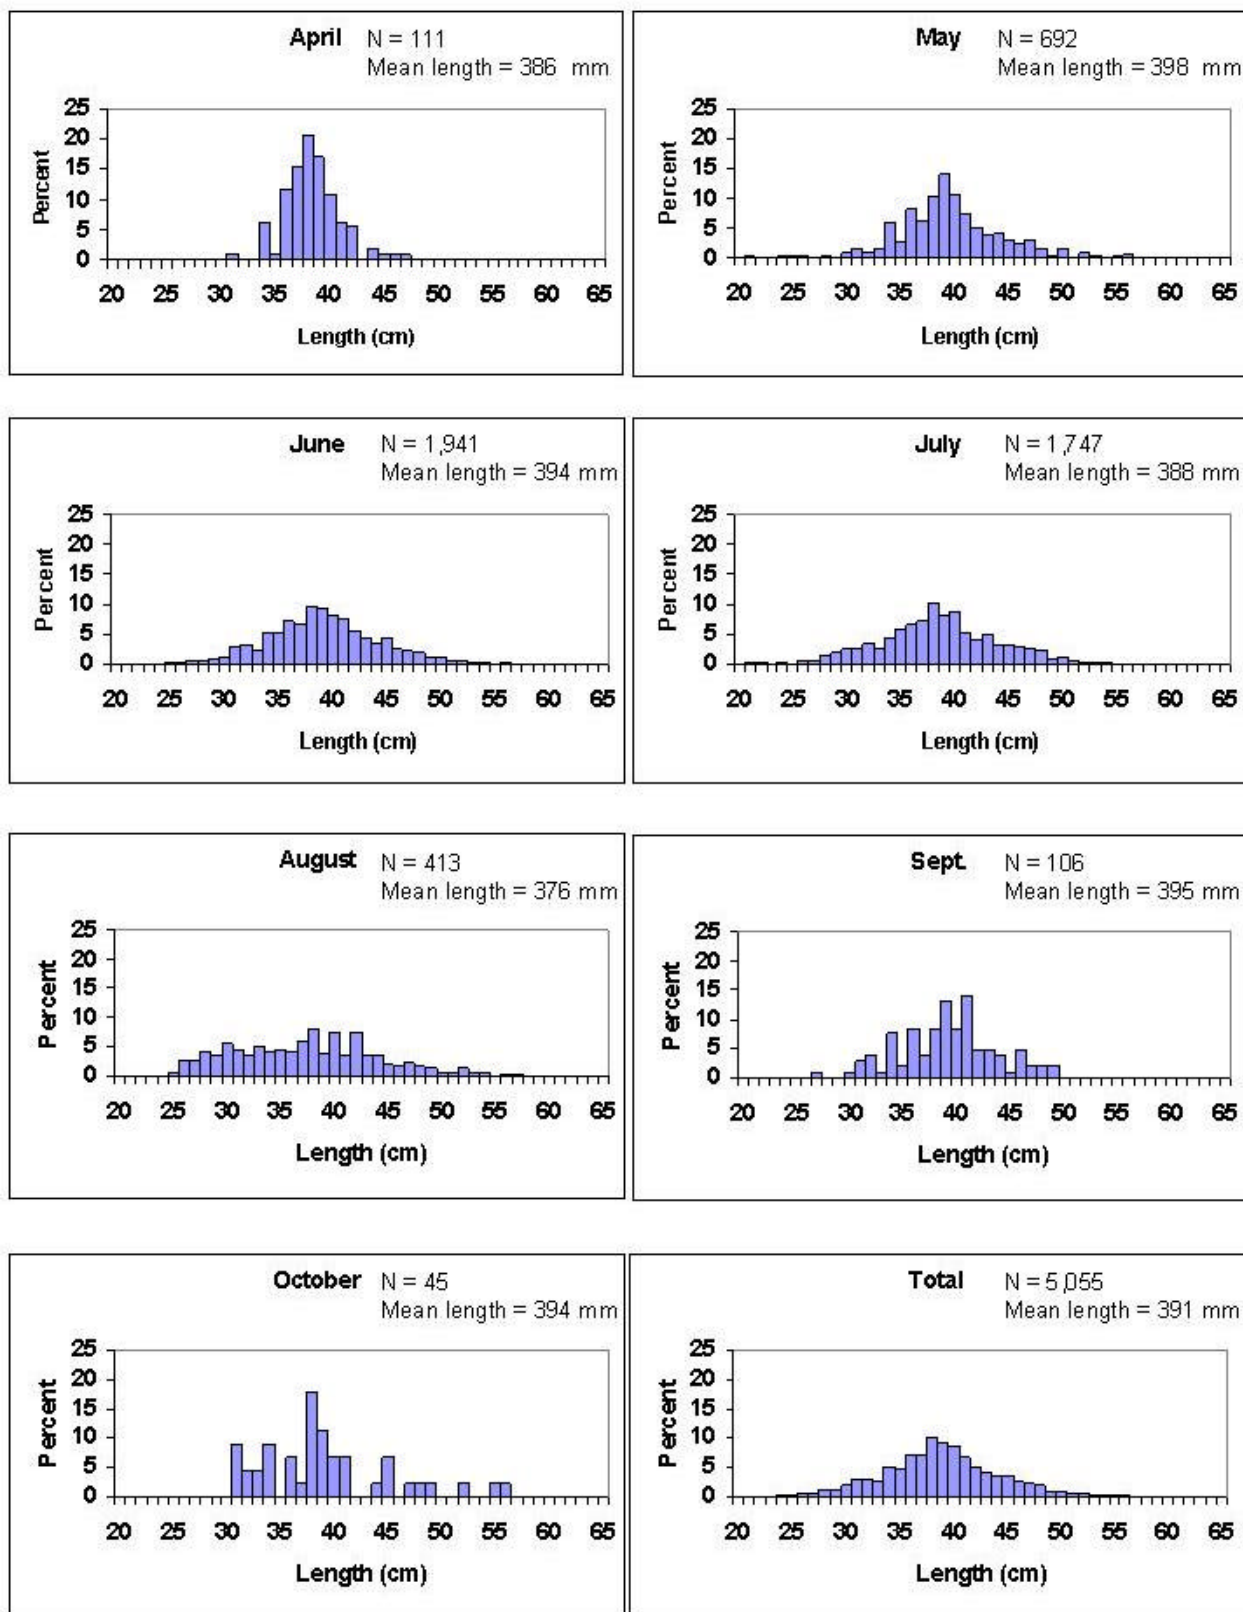 April N = 111
Mean length = 386 mm
25
20
15
10
5
0
Percent
20 25 30 35 40 45 50 55 60 65
Length (cm)
May N = 692
Mean length = 398 mm
25
20
15
10
5
0
Percent
20 25 30 35 40 45 50 55 60 65
Length (cm)
June N = 1,941
Mean length = 394 mm
25
20
15
10
5
0
Percent
20 25 30 35 40 45 50 55 60 65
Length (cm)
July N = 1,747
Mean length = 388 mm
25
20
15
10
5
0
Percent
20 25 30 35 40 45 50 55 60 65
Length (cm)
August N = 413
Mean length = 376 mm
25
20
15
10
5
0
Percent
20 25 30 35 40 45 50 55 60 65
Length (cm)
Sept. N = 106
Mean length = 395 mm
25
20
15
10
5
0
Percent
20 25 30 35 40 45 50 55 60 65
Length (cm)
October N = 45
Mean length = 394 mm
25
20
15
10
5
0
Percent
20 25 30 35 40 45 50 55 60 65
Length (cm)
Total N = 5,055
Mean length = 391 mm
25
20
15
10
5
0
Percent
20 25 30 35 40 45 50 55 60 65
Length (cm)